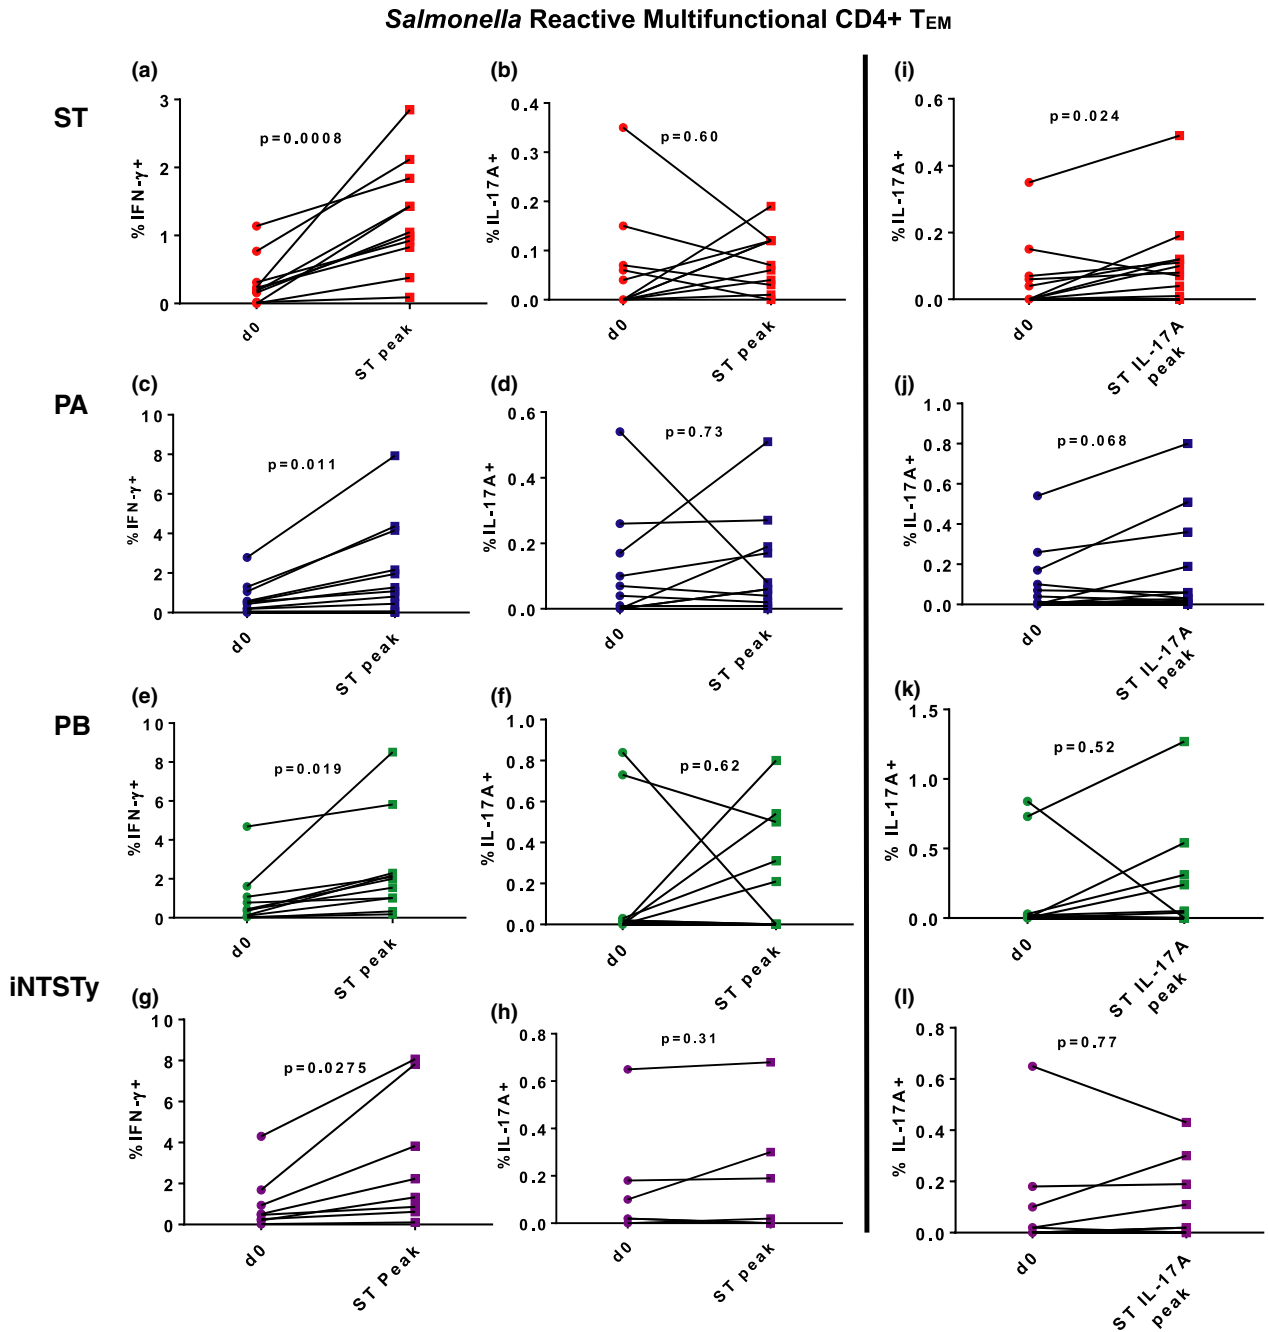 Salmonella Reactive Multifunctional CD4+ TEM
(a)
(b)
(i)
ST
3
2
1
0
%IFN-γ+
p=0.0008
d0
ST peak
0.4
0.3
0.2
0.1
0.0
%IL-17A+
p=0.60
d0
ST peak
0.6
0.4
0.2
0.0
%IL-17A+
p=0.024
d0
ST IL-17A
peak
(c)
(d)
(j)
PA
10
8
6
4
2
0
%IFN-γ+
p=0.011
d0
ST peak
0.6
0.4
0.2
0.0
%IL-17A+
p=0.73
d0
ST peak
1.0
0.8
0.6
0.4
0.2
0.0
%IL-17A+
p=0.068
d0
ST IL-17A
peak
(e)
(f)
(k)
PB
10
8
6
4
2
0
%IFN-γ+
p=0.019
d0
ST peak
1.0
0.8
0.6
0.4
0.2
0.0
%IL-17A+
p=0.62
d0
ST peak
1.5
1.0
0.5
0.0
% IL-17A+
p=0.52
d0
ST IL-17A
peak
iNTSTy
(g)
(h)
(l)
10
8
6
4
2
0
%IFN-γ+
p=0.0275
d0
ST Peak
0.8
0.6
0.4
0.2
0.0
%IL-17A+
p=0.31
d0
ST peak
0.8
0.6
0.4
0.2
0.0
% IL-17A+
p=0.77
d0
ST IL-17A
peak